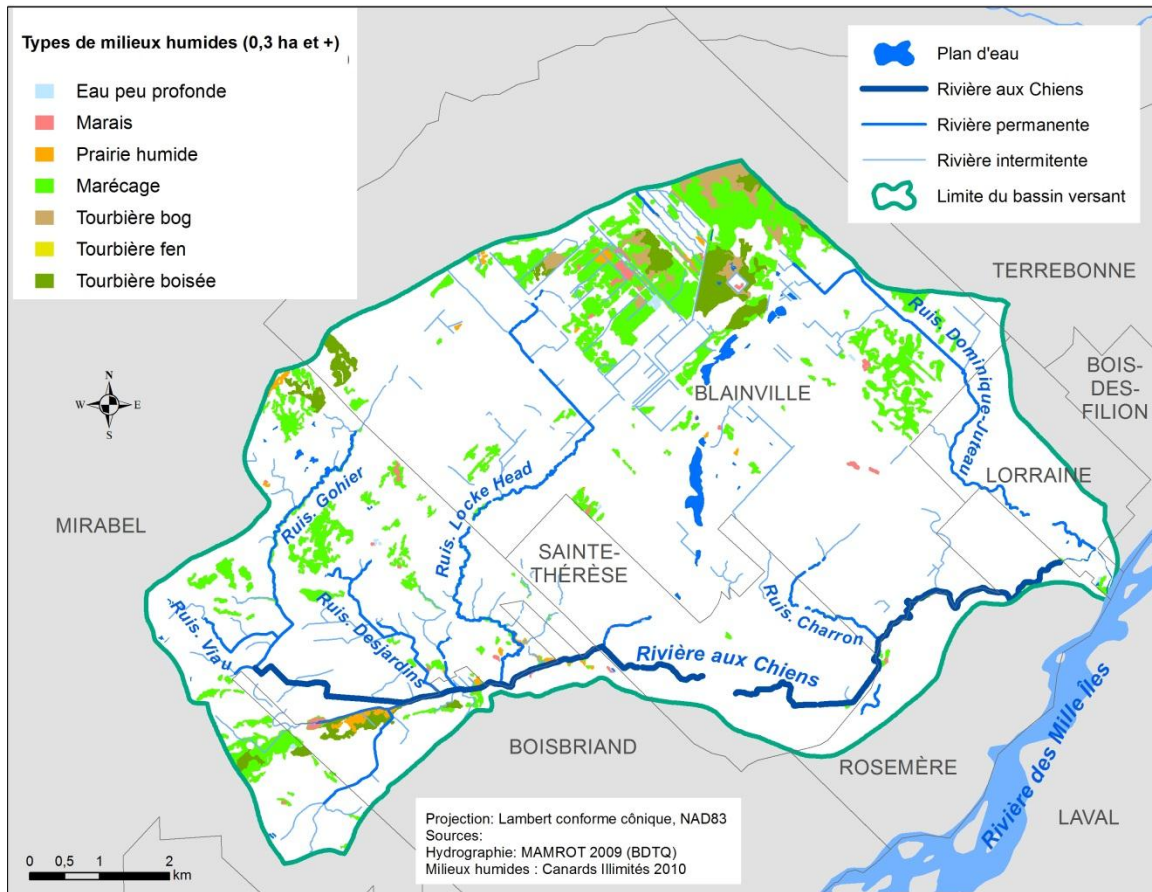 Types de milieux humides (0,3 ha et +)
Eau peu profonde
Marais
Prairie humide
Marécage
Tourbière bog
Tourbière fen
Tourbière boisée
Plan d'eau
Rivière aux Chiens
Rivière permanente
Rivière intermitente
Limite du bassin versant
N
W
E
S
TERREBONNE
BOIS-
DES-
FILION
Ruis. Dominique-Juteau
BLAINVILLE
LORRAINE
MIRABEL
Ruis. Gohier
Ruis. Locke Head
SAINTE-
THÉRÈSE
Ruis. Viau
Ruis. Desjardins
Ruis. Charron
Rivière aux Chiens
BOISBRIAND
ROSEMÈRE
Rivière des Mille Îles
LAVAL
Projection: Lambert conforme cônique, NAD83
Sources:
Hydrographie: MAMROT 2009 (BDTQ)
Milieux humides : Canards Illimités 2010
0 0,5 1 2
km